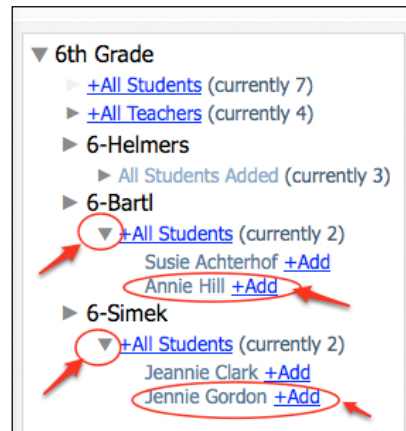 6th Grade
+All Students (currently 7)
+All Teachers (currently 4)
6-Helmers
All Students Added (currently 3)
6-Bartl
+All Students (currently 2)
Susie Achterhof +Add
Annie Hill +Add
6-Simek
+All Students (currently 2)
Jeannie Clark +Add
Jennie Gordon +Add